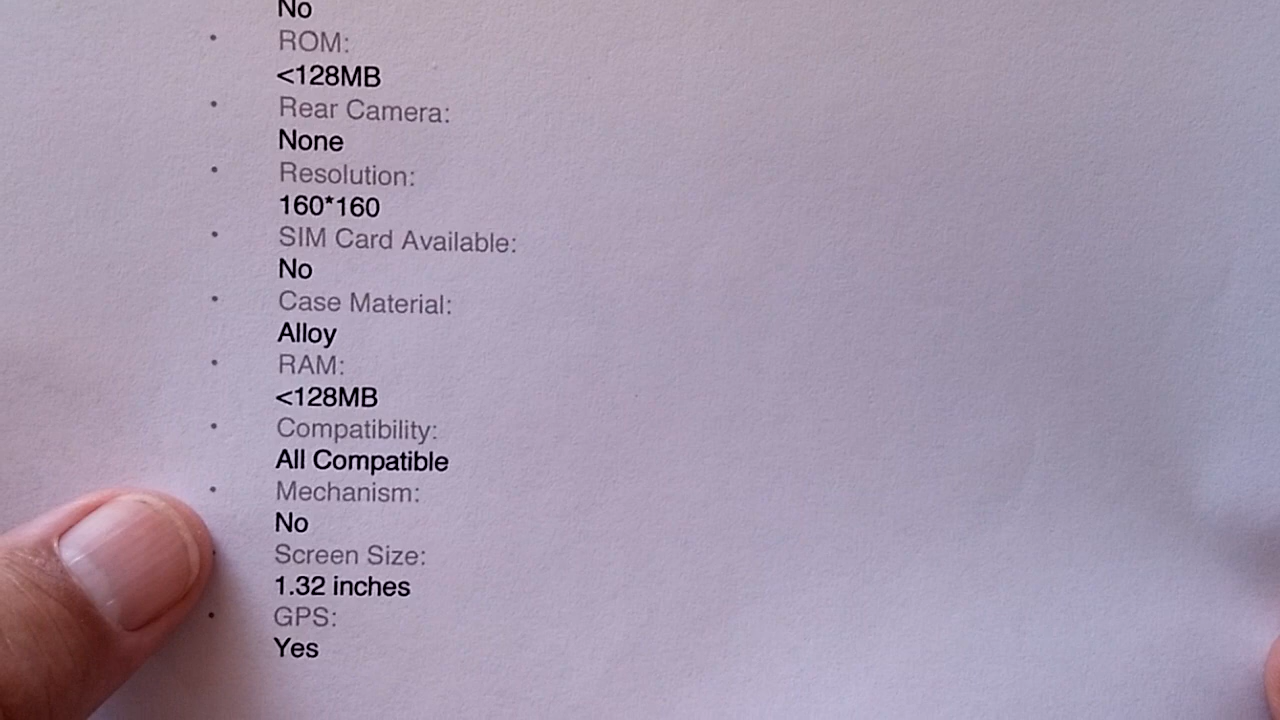 No
• ROM:
<128MB
• Rear Camera:
None
• Resolution:
160*160
• SIM Card Available:
No
• Case Material:
Alloy
• RAM:
<128MB
• Compatibility:
All Compatible
• Mechanism:
No
• Screen Size:
1.32 inches
• GPS:
Yes